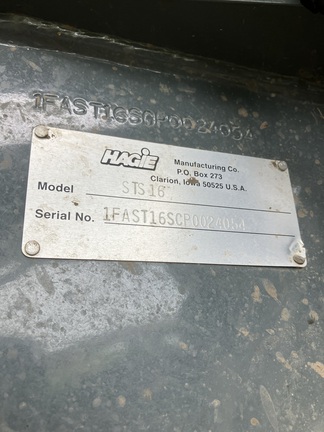 1FAST16SCP0024054
HAGIE Manufacturing Co.
P.O. Box 273
Clarion, Iowa 50525 U.S.A.
Model STS16
Serial No. 1FAST16SCP0024054